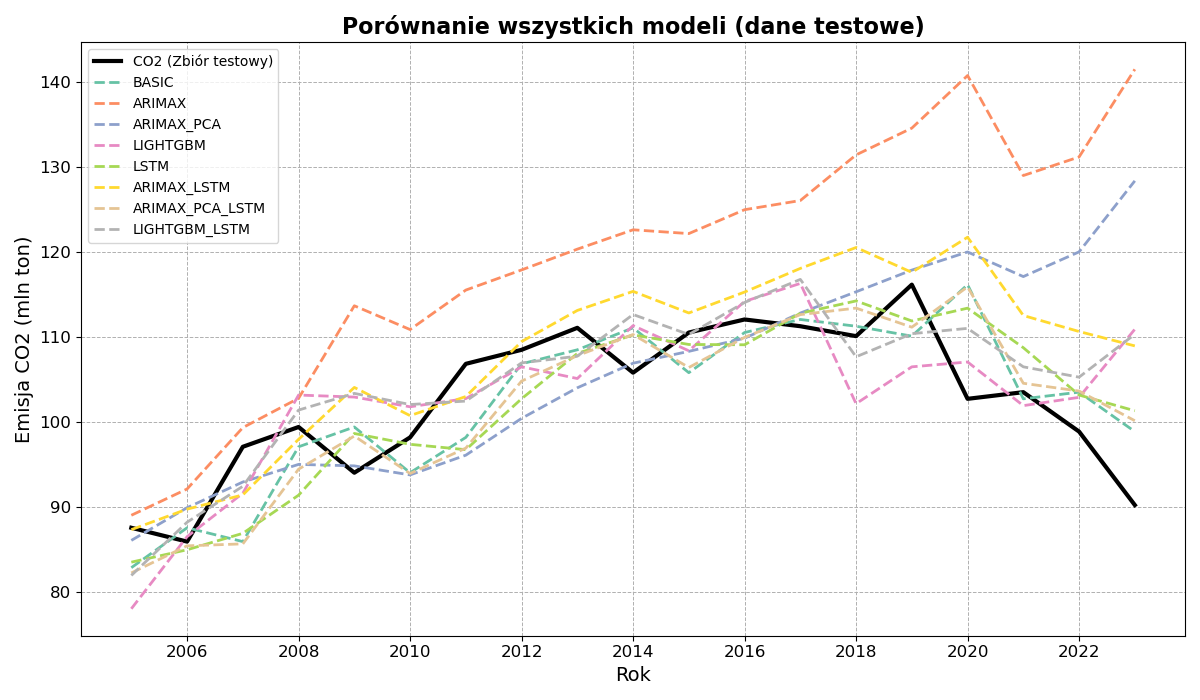 Porównanie wszystkich modeli (dane testowe)
CO2 (Zbiór testowy)
BASIC
ARIMAX
ARIMAX_PCA
LIGHTGBM
LSTM
ARIMAX_LSTM
ARIMAX_PCA_LSTM
LIGHTGBM_LSTM
Emisja CO2 (mln ton)
140
130
120
110
100
90
80
2006 2008 2010 2012 2014 2016 2018 2020 2022
Rok